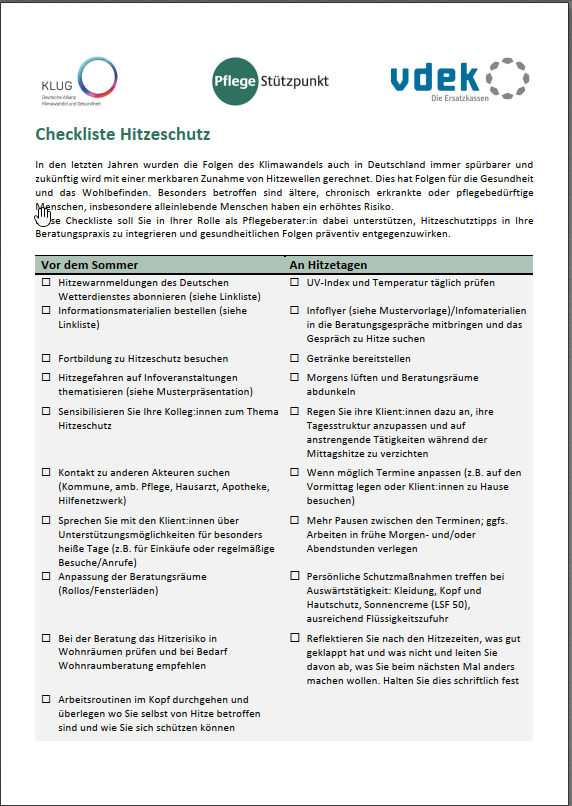 KLUG
Deutsche Allianz
Klimawandel und Gesundheit
Pflege Stützpunkt
vdek
Die Ersatzkassen
Checkliste Hitzeschutz
In den letzten Jahren wurden die Folgen des Klimawandels auch in Deutschland immer spürbarer und
zukünftig wird mit einer merkbaren Zunahme von Hitzewellen gerechnet. Dies hat Folgen für die Gesundheit
und das Wohlbefinden. Besonders betroffen sind ältere, chronisch erkrankte oder pflegebedürftige
Menschen, insbesondere alleinlebende Menschen haben ein erhöhtes Risiko.
se Checkliste soll Sie in Ihrer Rolle als Pflegeberater:in dabei unterstützen, Hitzeschutztipps in Ihre
Beratungspraxis zu integrieren und gesundheitlichen Folgen präventiv entgegenzuwirken.
Vor dem Sommer
☐ Hitzewarnmeldungen des Deutschen
Wetterdienstes abonnieren (siehe Linkliste)
☐ Informationsmaterialien bestellen (siehe
Linkliste)
☐ Fortbildung zu Hitzeschutz besuchen
☐ Hitzegefahren auf Infoveranstaltungen
thematisieren (siehe Musterpräsentation)
☐ Sensibilisieren Sie Ihre Kolleg:innen zum Thema
Hitzeschutz
☐ Kontakt zu anderen Akteuren suchen
(Kommune, amb. Pflege, Hausarzt, Apotheke,
Hilfenetzwerk)
☐ Sprechen Sie mit den Klient:innen über
Unterstützungsmöglichkeiten für besonders
heiße Tage (z.B. für Einkäufe oder regelmäßige
Besuche/Anrufe)
☐ Anpassung der Beratungsräume
(Rollos/Fensterläden)
☐ Bei der Beratung das Hitzerisiko in
Wohnräumen prüfen und bei Bedarf
Wohnraumberatung empfehlen
☐ Arbeitsroutinen im Kopf durchgehen und
überlegen wo Sie selbst von Hitze betroffen
sind und wie Sie sich schützen können
An Hitzetagen
☐ UV-Index und Temperatur täglich prüfen
☐ Infoflyer (siehe Mustervorlage)/Infomaterialien
in die Beratungsgespräche mitbringen und das
Gespräch zu Hitze suchen
☐ Getränke bereitstellen
☐ Morgens lüften und Beratungsräume
abdunkeln
☐ Regen Sie ihre Klient:innen dazu an, ihre
Tagesstruktur anzupassen und auf
anstrengende Tätigkeiten während der
Mittagshitze zu verzichten
☐ Wenn möglich Termine anpassen (z.B. auf den
Vormittag legen oder Klient:innen zu Hause
besuchen)
☐ Mehr Pausen zwischen den Terminen; ggfs.
Arbeiten in frühe Morgen- und/oder
Abendstunden verlegen
☐ Persönliche Schutzmaßnahmen treffen bei
Auswärtstätigkeit: Kleidung, Kopf und
Hautschutz, Sonnencreme (LSF 50),
ausreichend Flüssigkeitszufuhr
☐ Reflektieren Sie nach den Hitzezeiten, was gut
geklappt hat und was nicht und leiten Sie
davon ab, was Sie beim nächsten Mal anders
machen wollen. Halten Sie dies schriftlich fest